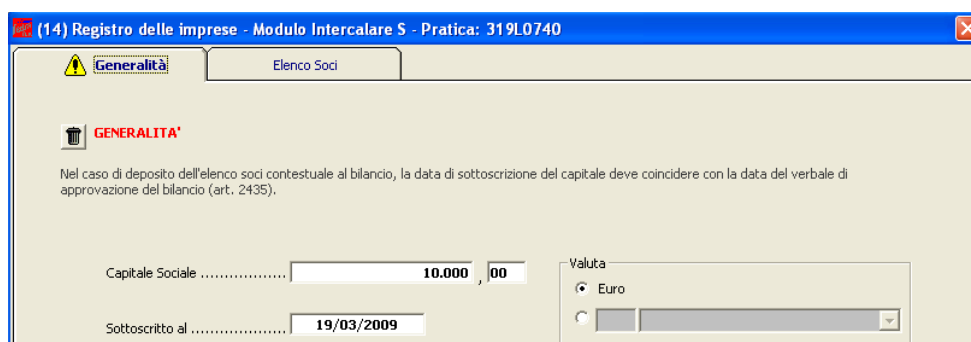 (14) Registro delle imprese - Modulo Intercalare S - Pratica: 319L0740
Generalità
Elenco Soci
GENERALITA'
Nel caso di deposito dell'elenco soci contestuale al bilancio, la data di sottoscrizione del capitale deve coincidere con la data del verbale di
approvazione del bilancio (art. 2435).
Capitale Sociale ................. 10.000 , 00
Valuta
Euro
Sottoscritto al ................... 19/03/2009